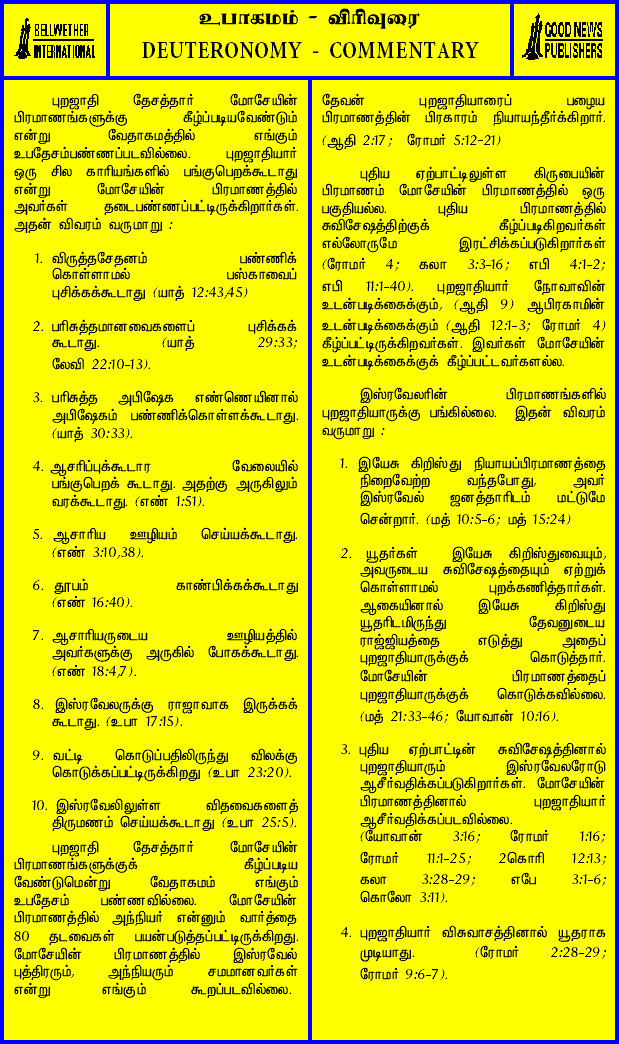 உபாகமம் - விரிவுரை
BELLWETHER
INTERNATIONAL
DEUTERONOMY - COMMENTARY
GOOD NEWS
PUBLISHERS
புறஜாதி தேசத்தார் மோசேயின்
பிரமாணங்களுக்கு கீழ்ப்படியவேண்டும்
என்று வேதாகமத்தில் எங்கும்
உபதேசம்பண்ணப்படவில்லை. புறஜாதியார்
ஒரு சில காரியங்களில் பங்குபெறக்கூடாது
என்று மோசேயின் பிரமாணத்தில்
அவர்கள் தடைபண்ணப்பட்டிருக்கிறார்கள்.
அதன் விவரம் வருமாறு :
1. விருத்தசேதனம் பண்ணிக்
கொள்ளாமல் பஸ்காவைப்
புசிக்கக்கூடாது (யாத் 12:43,45)
2. பரிசுத்தமானவைகளைப் புசிக்கக்
கூடாது. (யாத் 29:33;
லேவி 22:10-13).
3. பரிசுத்த அபிஷேக எண்ணெயினால்
அபிஷேகம் பண்ணிக்கொள்ளக்கூடாது.
(யாத் 30:33).
4. ஆசரிப்புக்கூடார வேலையில்
பங்குபெறக் கூடாது. அதற்கு அருகிலும்
வரக்கூடாது. (எண் 1:51).
5. ஆசாரிய ஊழியம் செய்யக்கூடாது.
(எண் 3:10,38).
6. தூபம் காண்பிக்கக்கூடாது
(எண் 16:40).
7. ஆசாரியருடைய ஊழியத்தில்
அவர்களுக்கு அருகில் போகக்கூடாது.
(எண் 18:4,7).
8. இஸ்ரவேலருக்கு ராஜாவாக இருக்கக்
கூடாது. (உபா 17:15).
9. வட்டி கொடுப்பதிலிருந்து விலக்கு
கொடுக்கப்பட்டிருக்கிறது (உபா 23:20).
10. இஸ்ரவேலிலுள்ள விதவைகளைத்
திருமணம் செய்யக்கூடாது (உபா 25:5).
புறஜாதி தேசத்தார் மோசேயின்
பிரமாணங்களுக்குக் கீழ்ப்படிய
வேண்டுமென்று வேதாகமம் எங்கும்
உபதேசம் பண்ணவில்லை. மோசேயின்
பிரமாணத்தில் அந்நியர் என்னும் வார்த்தை
80 தடவைகள் பயன்படுத்தப்பட்டிருக்கிறது.
மோசேயின் பிரமாணத்தில் இஸ்ரவேல்
புத்திரரும், அந்நியரும் சமமானவர்கள்
என்று எங்கும் கூறப்படவில்லை.
தேவன் புறஜாதியாரைப் பழைய
பிரமாணத்தின் பிரகாரம் நியாயந்தீர்க்கிறார்.
(ஆதி 2:17; ரோமர் 5:12-21)
புதிய ஏற்பாட்டிலுள்ள கிருபையின்
பிரமாணம் மோசேயின் பிரமாணத்தில் ஒரு
பகுதியல்ல. புதிய பிரமாணத்தில்
சுவிசேஷத்திற்குக் கீழ்ப்படிகிறவர்கள்
எல்லோருமே இரட்சிக்கப்படுகிறார்கள்
(ரோமர் 4; கலா 3:3-16; எபி 4:1-2;
எபி 11:1-40). புறஜாதியார் நோவாவின்
உடன்படிக்கைக்கும், (ஆதி 9) ஆபிரகாமின்
உடன்படிக்கைக்கும் (ஆதி 12:1-3; ரோமர் 4)
கீழ்ப்பட்டிருக்கிறவர்கள். இவர்கள் மோசேயின்
உடன்படிக்கைக்குக் கீழ்ப்பட்டவர்களல்ல.
இஸ்ரவேலரின் பிரமாணங்களில்
புறஜாதியாருக்கு பங்கில்லை. இதன் விவரம்
வருமாறு :
1. இயேசு கிறிஸ்து நியாயப்பிரமாணத்தை
நிறைவேற்ற வந்தபோது, அவர்
இஸ்ரவேல் ஜனத்தாரிடம் மட்டுமே
சென்றார். (மத் 10:5-6; மத் 15:24)
2. யூதர்கள் இயேசு கிறிஸ்துவையும்,
அவருடைய சுவிசேஷத்தையும் ஏற்றுக்
கொள்ளாமல் புறக்கணித்தார்கள்.
ஆகையினால் இயேசு கிறிஸ்து
யூதரிடமிருந்து தேவனுடைய
ராஜ்ஜியத்தை எடுத்து அதைப்
புறஜாதியாருக்குக் கொடுத்தார்.
மோசேயின் பிரமாணத்தைப்
புறஜாதியாருக்குக் கொடுக்கவில்லை.
(மத் 21:33-46; யோவான் 10:16).
3. புதிய ஏற்பாட்டின் சுவிசேஷத்தினால்
புறஜாதியாரும் இஸ்ரவேலரோடு
ஆசீர்வதிக்கப்படுகிறார்கள். மோசேயின்
பிரமாணத்தினால் புறஜாதியார்
ஆசீர்வதிக்கப்படவில்லை.
(யோவான் 3:16; ரோமர் 1:16;
ரோமர் 11:1-25; 2கொரி 12:13;
கலா 3:28-29; எபே 3:1-6;
கொலோ 3:11).
4. புறஜாதியார் விசுவாசத்தினால் யூதராக
முடியாது. (ரோமர் 2:28-29;
ரோமர் 9:6-7).